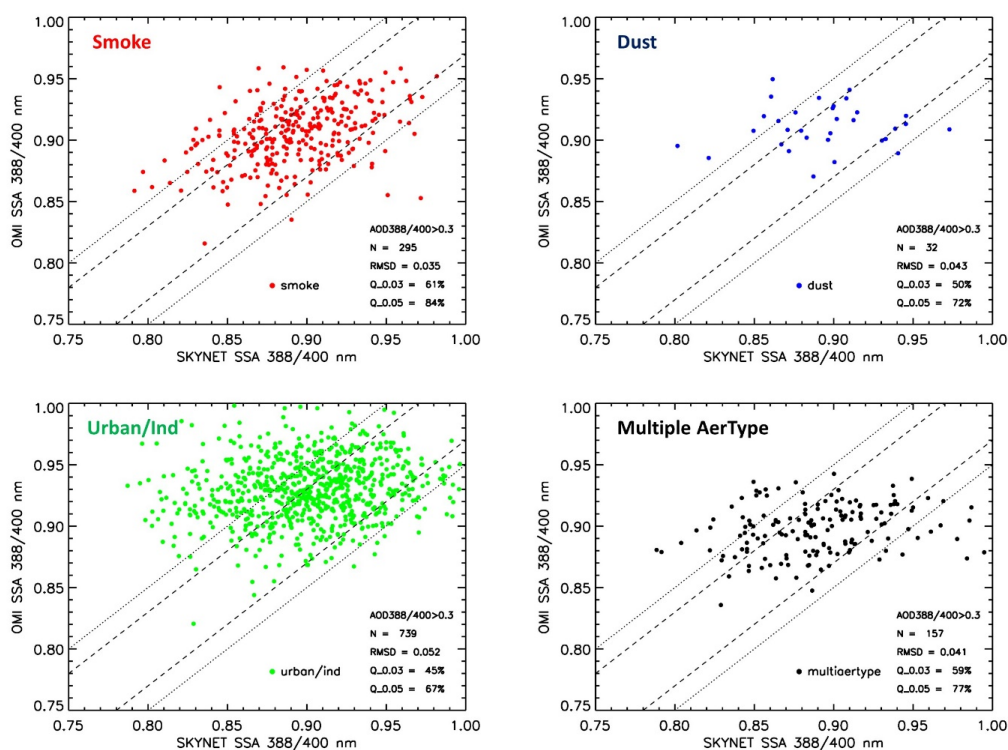 Smoke
1.00
0.95
0.90
0.85
0.80
0.75
OMI SSA 388/400 nm
AOD388/400>0.3
N = 295
RMSD = 0.035
Q_0.03 = 61%
Q_0.05 = 84%
smoke
0.75 0.80 0.85 0.90 0.95 1.00
SKYNET SSA 388/400 nm
Dust
1.00
0.95
0.90
0.85
0.80
0.75
OMI SSA 388/400 nm
AOD388/400>0.3
N = 32
RMSD = 0.043
Q_0.03 = 50%
Q_0.05 = 72%
dust
0.75 0.80 0.85 0.90 0.95 1.00
SKYNET SSA 388/400 nm
Urban/Ind
1.00
0.95
0.90
0.85
0.80
0.75
OMI SSA 388/400 nm
AOD388/400>0.3
N = 739
RMSD = 0.052
Q_0.03 = 45%
Q_0.05 = 67%
urban/ind
0.75 0.80 0.85 0.90 0.95 1.00
SKYNET SSA 388/400 nm
Multiple AerType
1.00
0.95
0.90
0.85
0.80
0.75
OMI SSA 388/400 nm
AOD388/400>0.3
N = 157
RMSD = 0.041
Q_0.03 = 59%
Q_0.05 = 77%
multiaertype
0.75 0.80 0.85 0.90 0.95 1.00
SKYNET SSA 388/400 nm